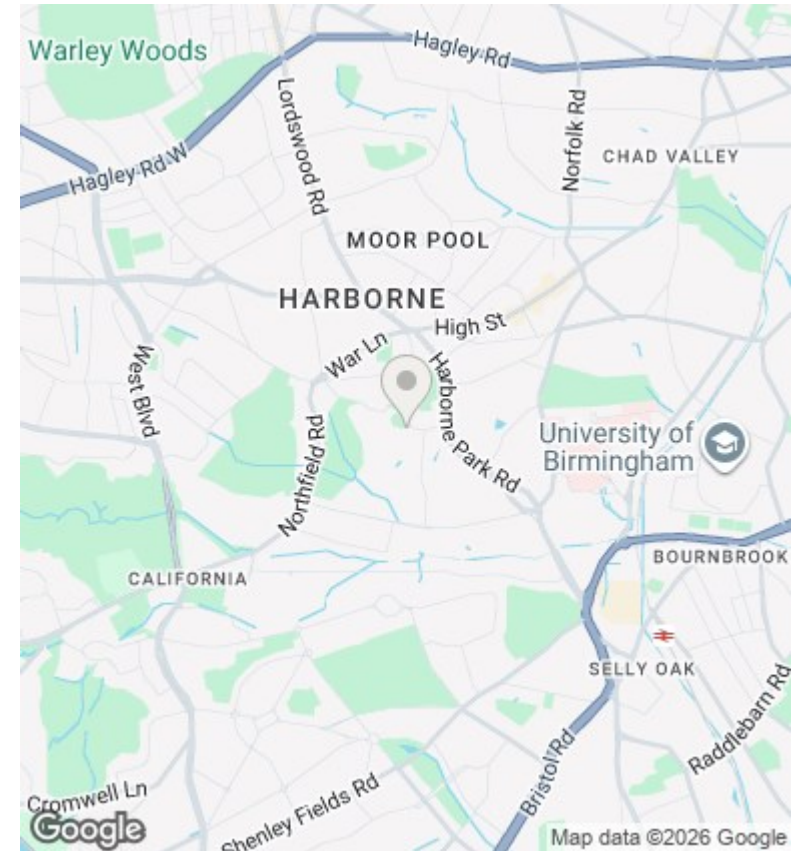 Warley Woods
Hagley Rd
Lordswood Rd
Norfolk Rd
CHAD VALLEY
Hagley Rd W
MOOR POOL
HARBORNE
High St
War Ln
West Blvd
Harborne Park Rd
University of
Birmingham
Northfield Rd
BOURNBROOK
CALIFORNIA
SELLY OAK
Raddlebarn Rd
Bristol Rd
Cromwell Ln
Shenley Fields Rd
Google
Map data ©2026 Google